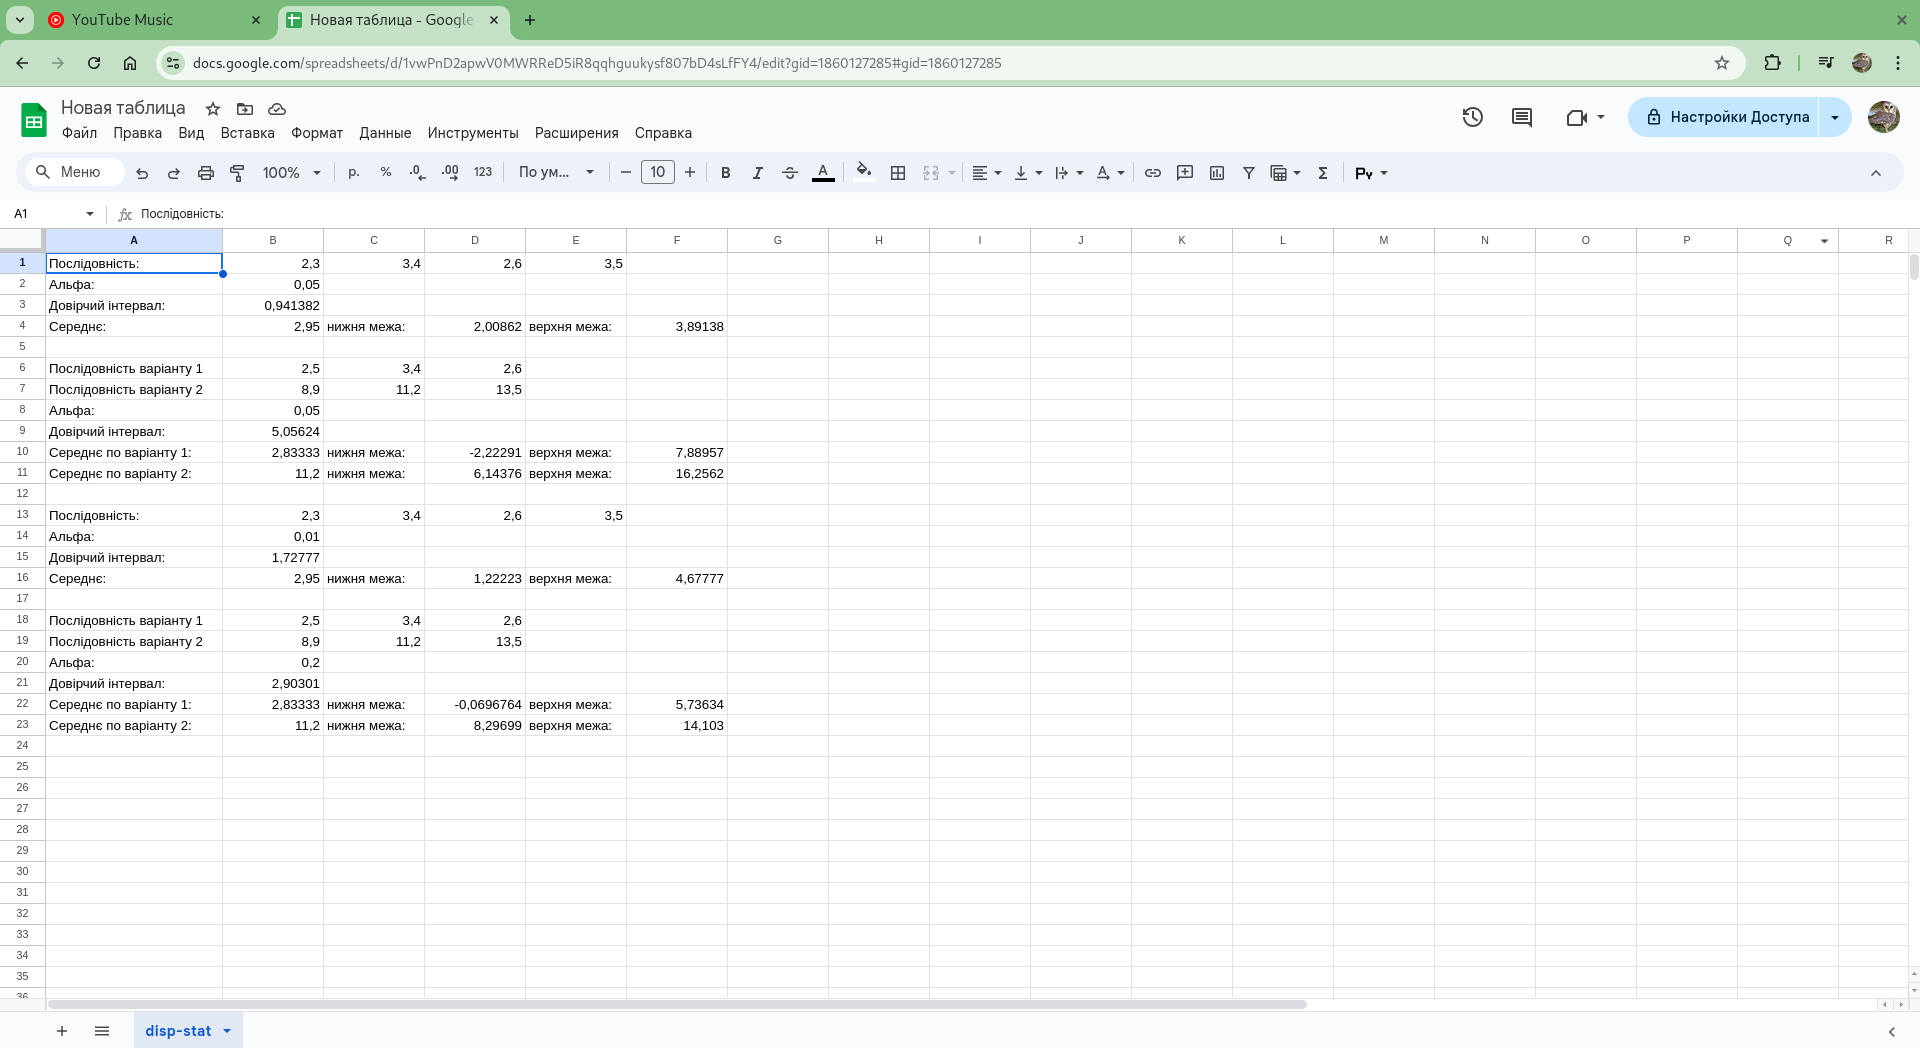 YouTube Music
Новая таблица - Google
docs.google.com/spreadsheets/d/1vwPnD2apwV0MWRReD5iR8qqhguukysf807bD4sLfFY4/edit?gid=1860127285#gid=1860127285
Новая таблица
Файл Правка Вид Вставка Формат Данные Инструменты Расширения Справка
Настройки Доступа
Меню 100% р. % .0 .00 123 По ум... 10 B I A Σ Py
A1 fx Послідовність:
A B C D E F G H I J K L M N O P Q R
1 Послідовність: 2,3 3,4 2,6 3,5
2 Альфа: 0,05
3 Довірчий інтервал: 0,941382
4 Середнє: 2,95 нижня межа: 2,00862 верхня межа: 3,89138
5
6 Послідовність варіанту 1 2,5 3,4 2,6
7 Послідовність варіанту 2 8,9 11,2 13,5
8 Альфа: 0,05
9 Довірчий інтервал: 5,05624
10 Середнє по варіанту 1: 2,83333 нижня межа: -2,22291 верхня межа: 7,88957
11 Середнє по варіанту 2: 11,2 нижня межа: 6,14376 верхня межа: 16,2562
12
13 Послідовність: 2,3 3,4 2,6 3,5
14 Альфа: 0,01
15 Довірчий інтервал: 1,72777
16 Середнє: 2,95 нижня межа: 1,22223 верхня межа: 4,67777
17
18 Послідовність варіанту 1 2,5 3,4 2,6
19 Послідовність варіанту 2 8,9 11,2 13,5
20 Альфа: 0,2
21 Довірчий інтервал: 2,90301
22 Середнє по варіанту 1: 2,83333 нижня межа: -0,0696764 верхня межа: 5,73634
23 Середнє по варіанту 2: 11,2 нижня межа: 8,29699 верхня межа: 14,103
24
25
26
27
28
29
30
31
32
33
34
35
36
disp-stat